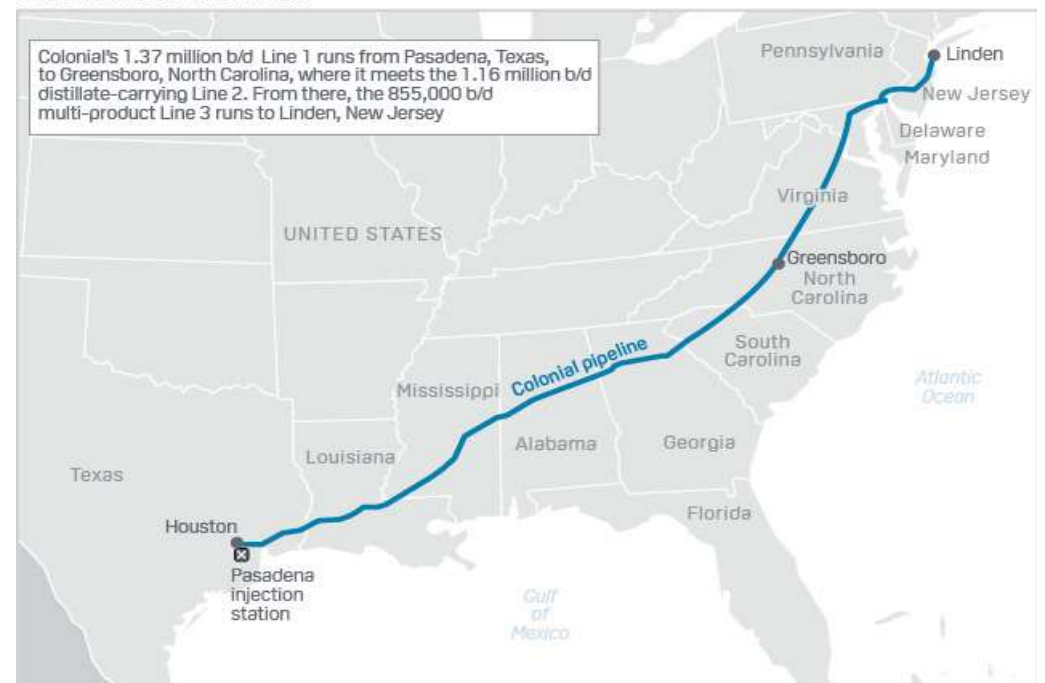 Colonial's 1.37 million b/d Line 1 runs from Pasadena, Texas,
to Greensboro, North Carolina, where it meets the 1.16 million b/d
distillate-carrying Line 2. From there, the 855,000 b/d
multi-product Line 3 runs to Linden, New Jersey
Pennsylvania
Linden
New Jersey
Delaware
Maryland
Virginia
UNITED STATES
Greensboro
North
Carolina
South
Carolina
Colonial pipeline
Mississippi
Atlantic
Ocean
Alabama
Georgia
Louisiana
Texas
Florida
Houston
Pasadena
injection
station
Gulf
of
Mexico